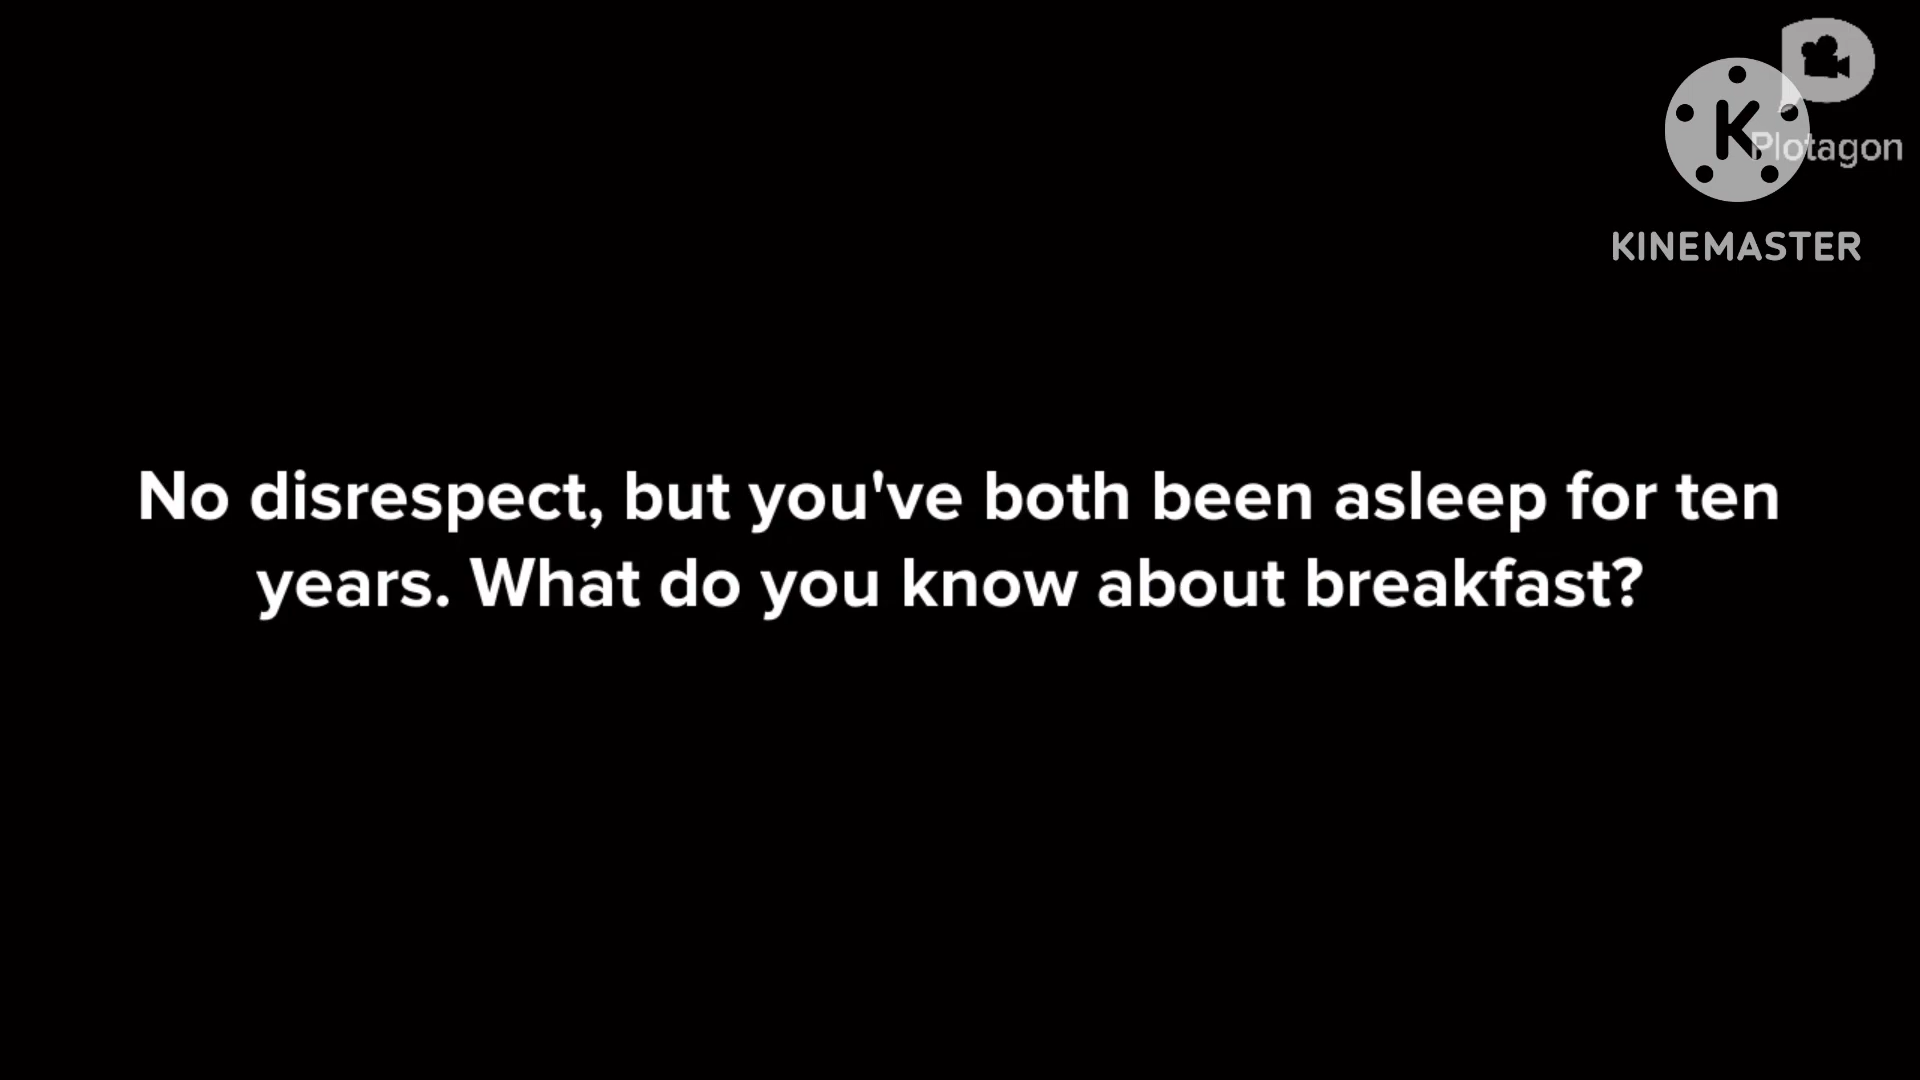 Plotagon
KINEMASTER
No disrespect, but you've both been asleep for ten
years. What do you know about breakfast?